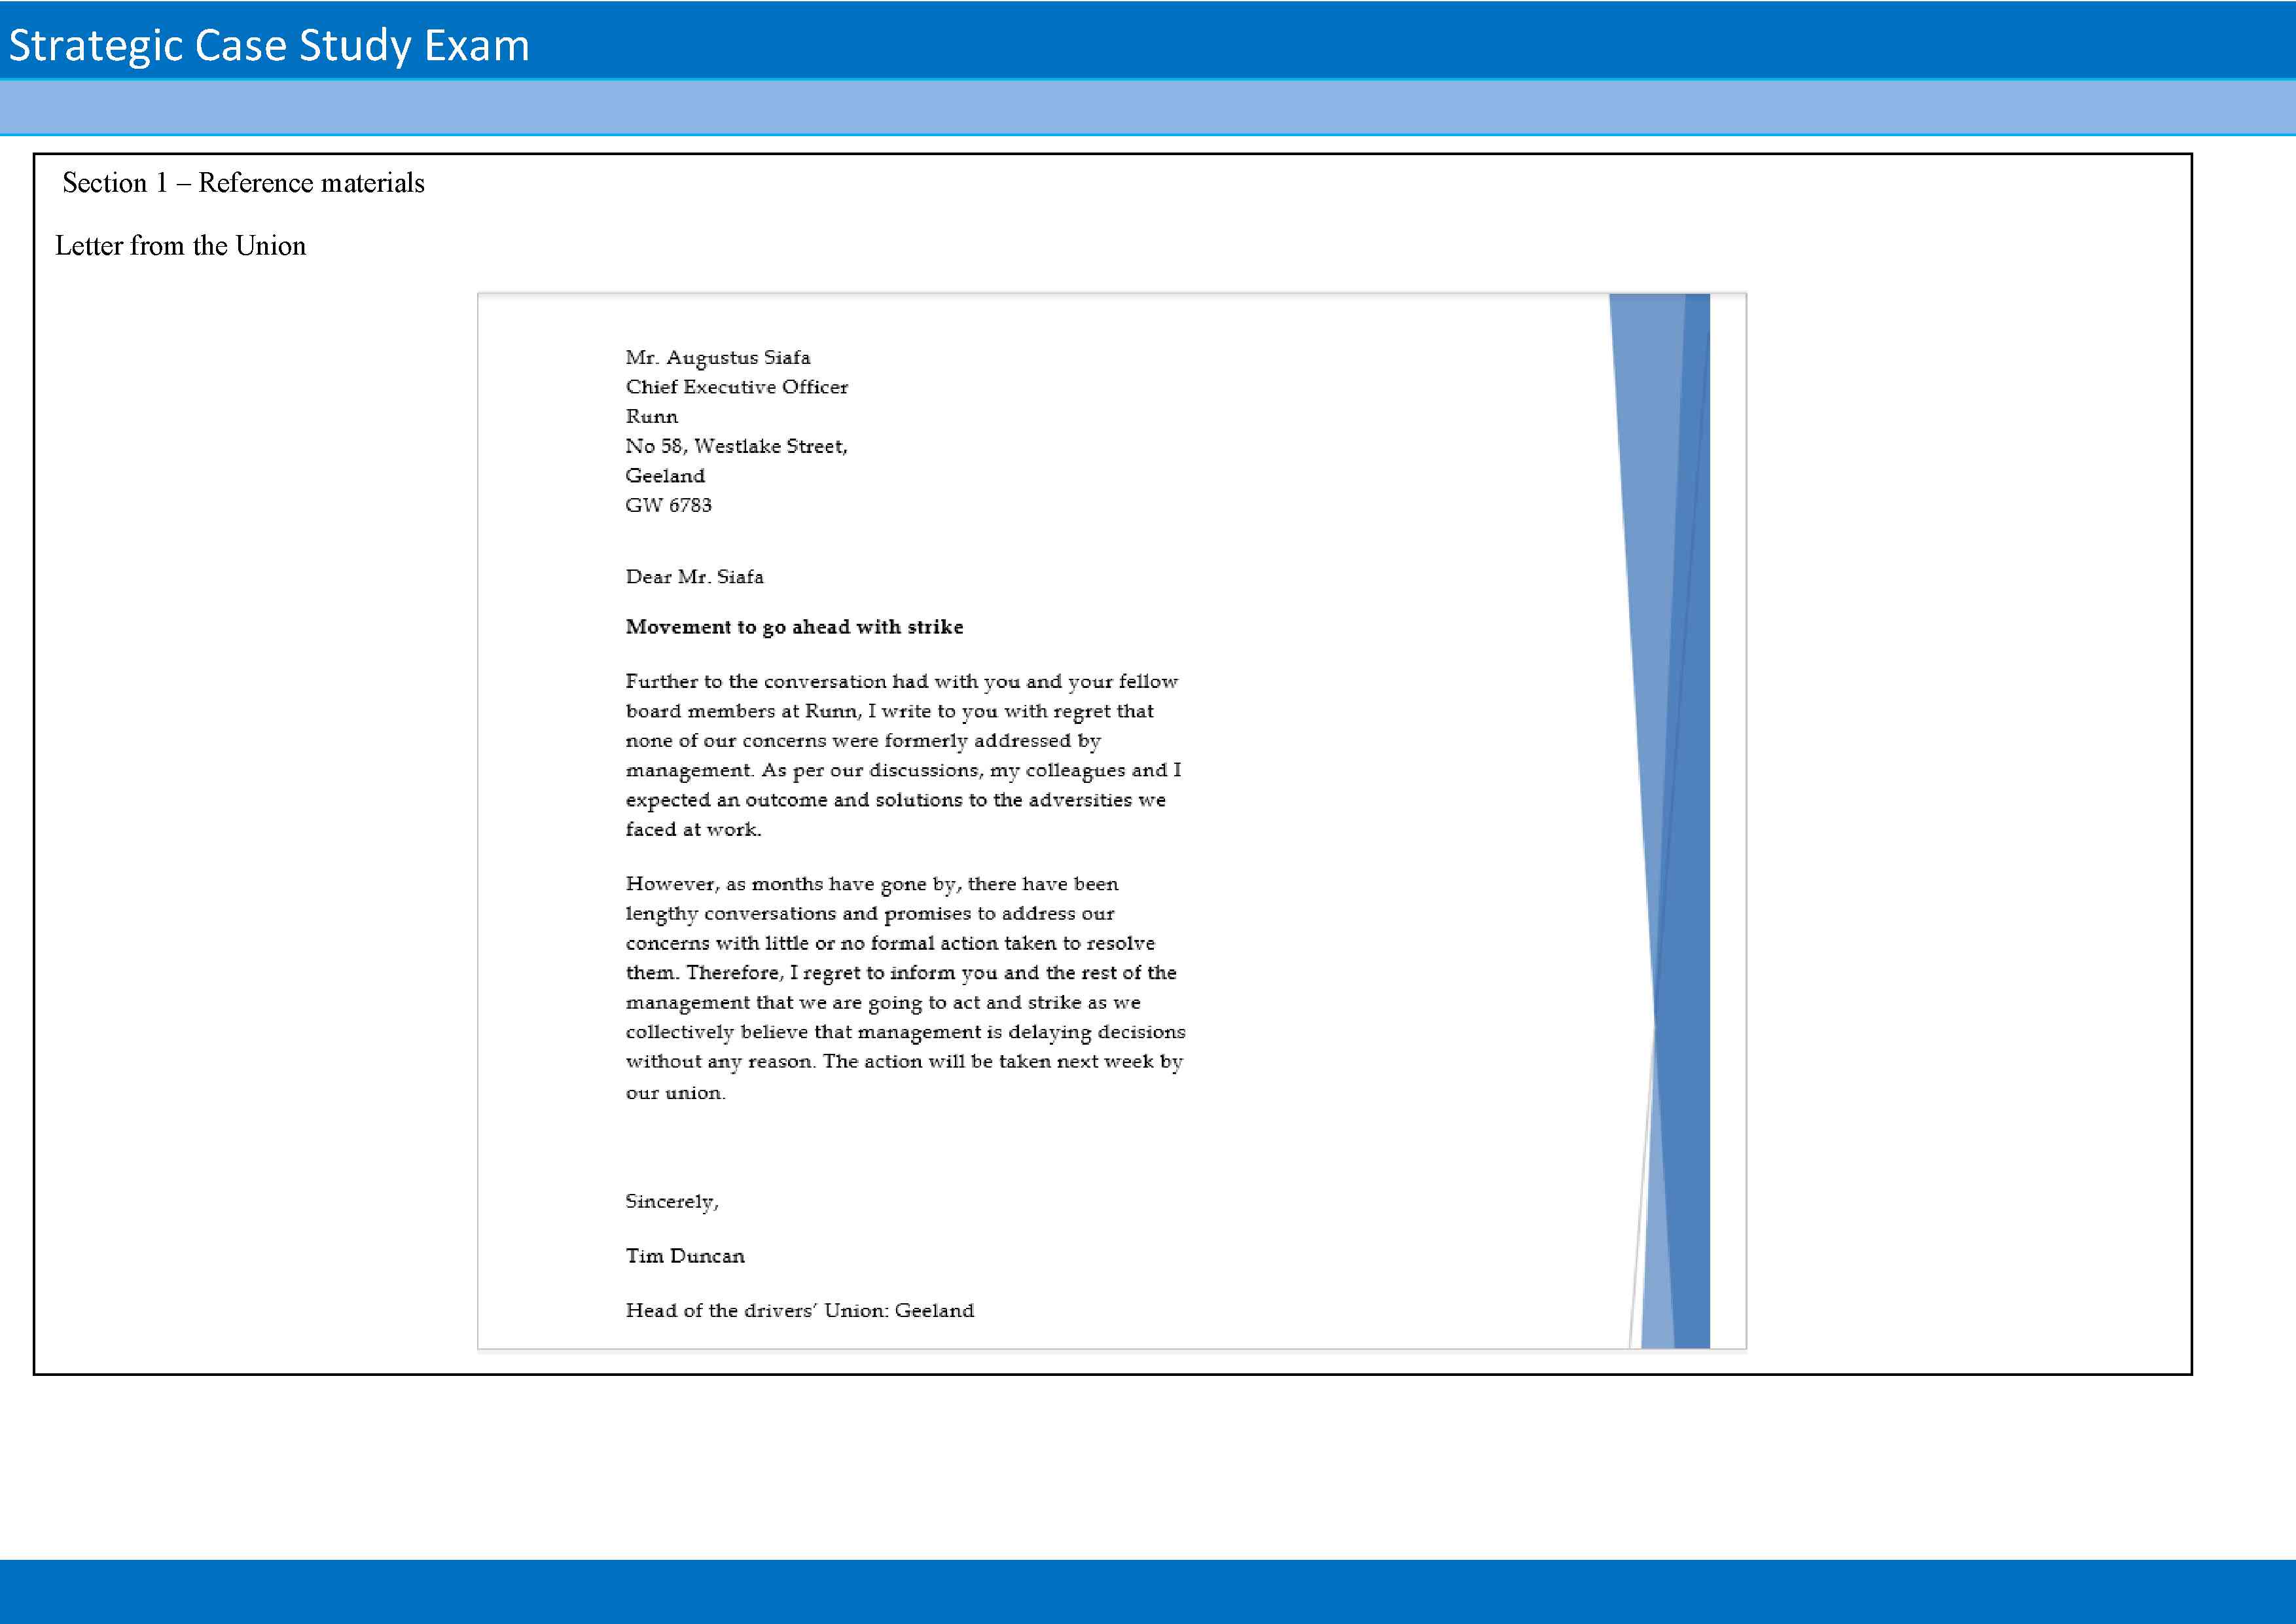 Strategic Case Study Exam
Section 1 – Reference materials
Letter from the Union
Mr. Augustus Siafa
Chief Executive Officer
Runn
No 58, Westlake Street,
Geeland
GW 6783
Dear Mr. Siafa
Movement to go ahead with strike
Further to the conversation had with you and your fellow
board members at Runn, I write to you with regret that
none of our concerns were formerly addressed by
management. As per our discussions, my colleagues and I
expected an outcome and solutions to the adversities we
faced at work.
However, as months have gone by, there have been
lengthy conversations and promises to address our
concerns with little or no formal action taken to resolve
them. Therefore, I regret to inform you and the rest of the
management that we are going to act and strike as we
collectively believe that management is delaying decisions
without any reason. The action will be taken next week by
our union.
Sincerely,
Tim Duncan
Head of the drivers’ Union: Geeland